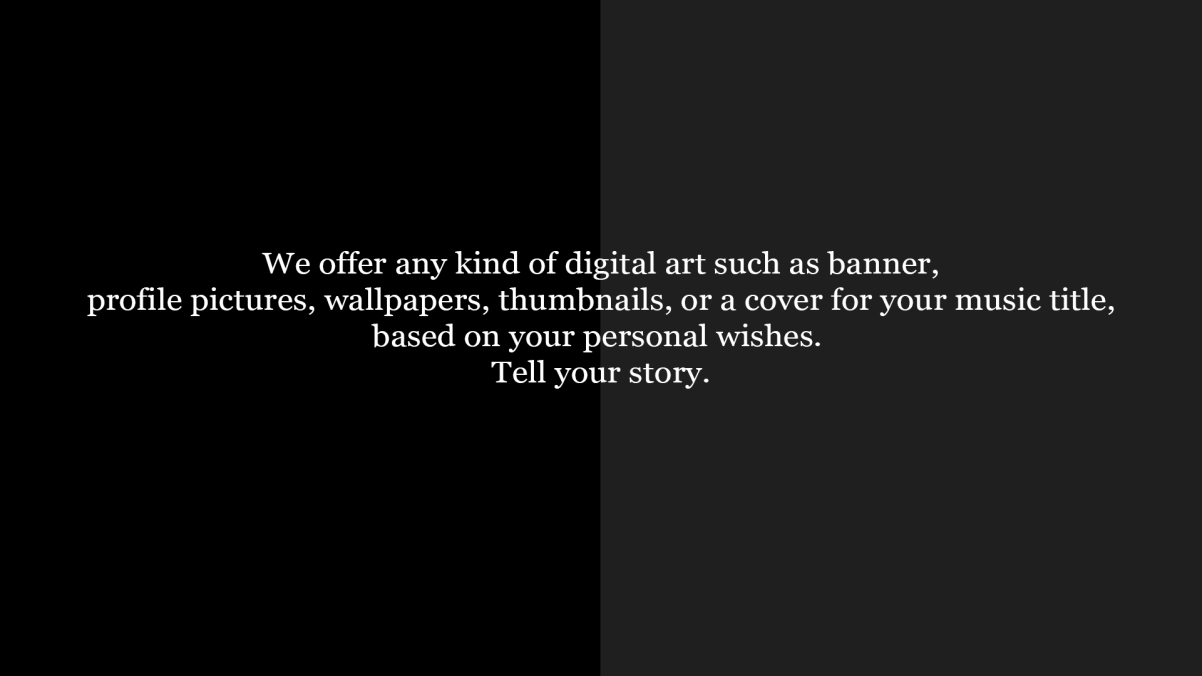 We offer any kind of digital art such as banner,
profile pictures, wallpapers, thumbnails, or a cover for your music title,
based on your personal wishes.
Tell your story.